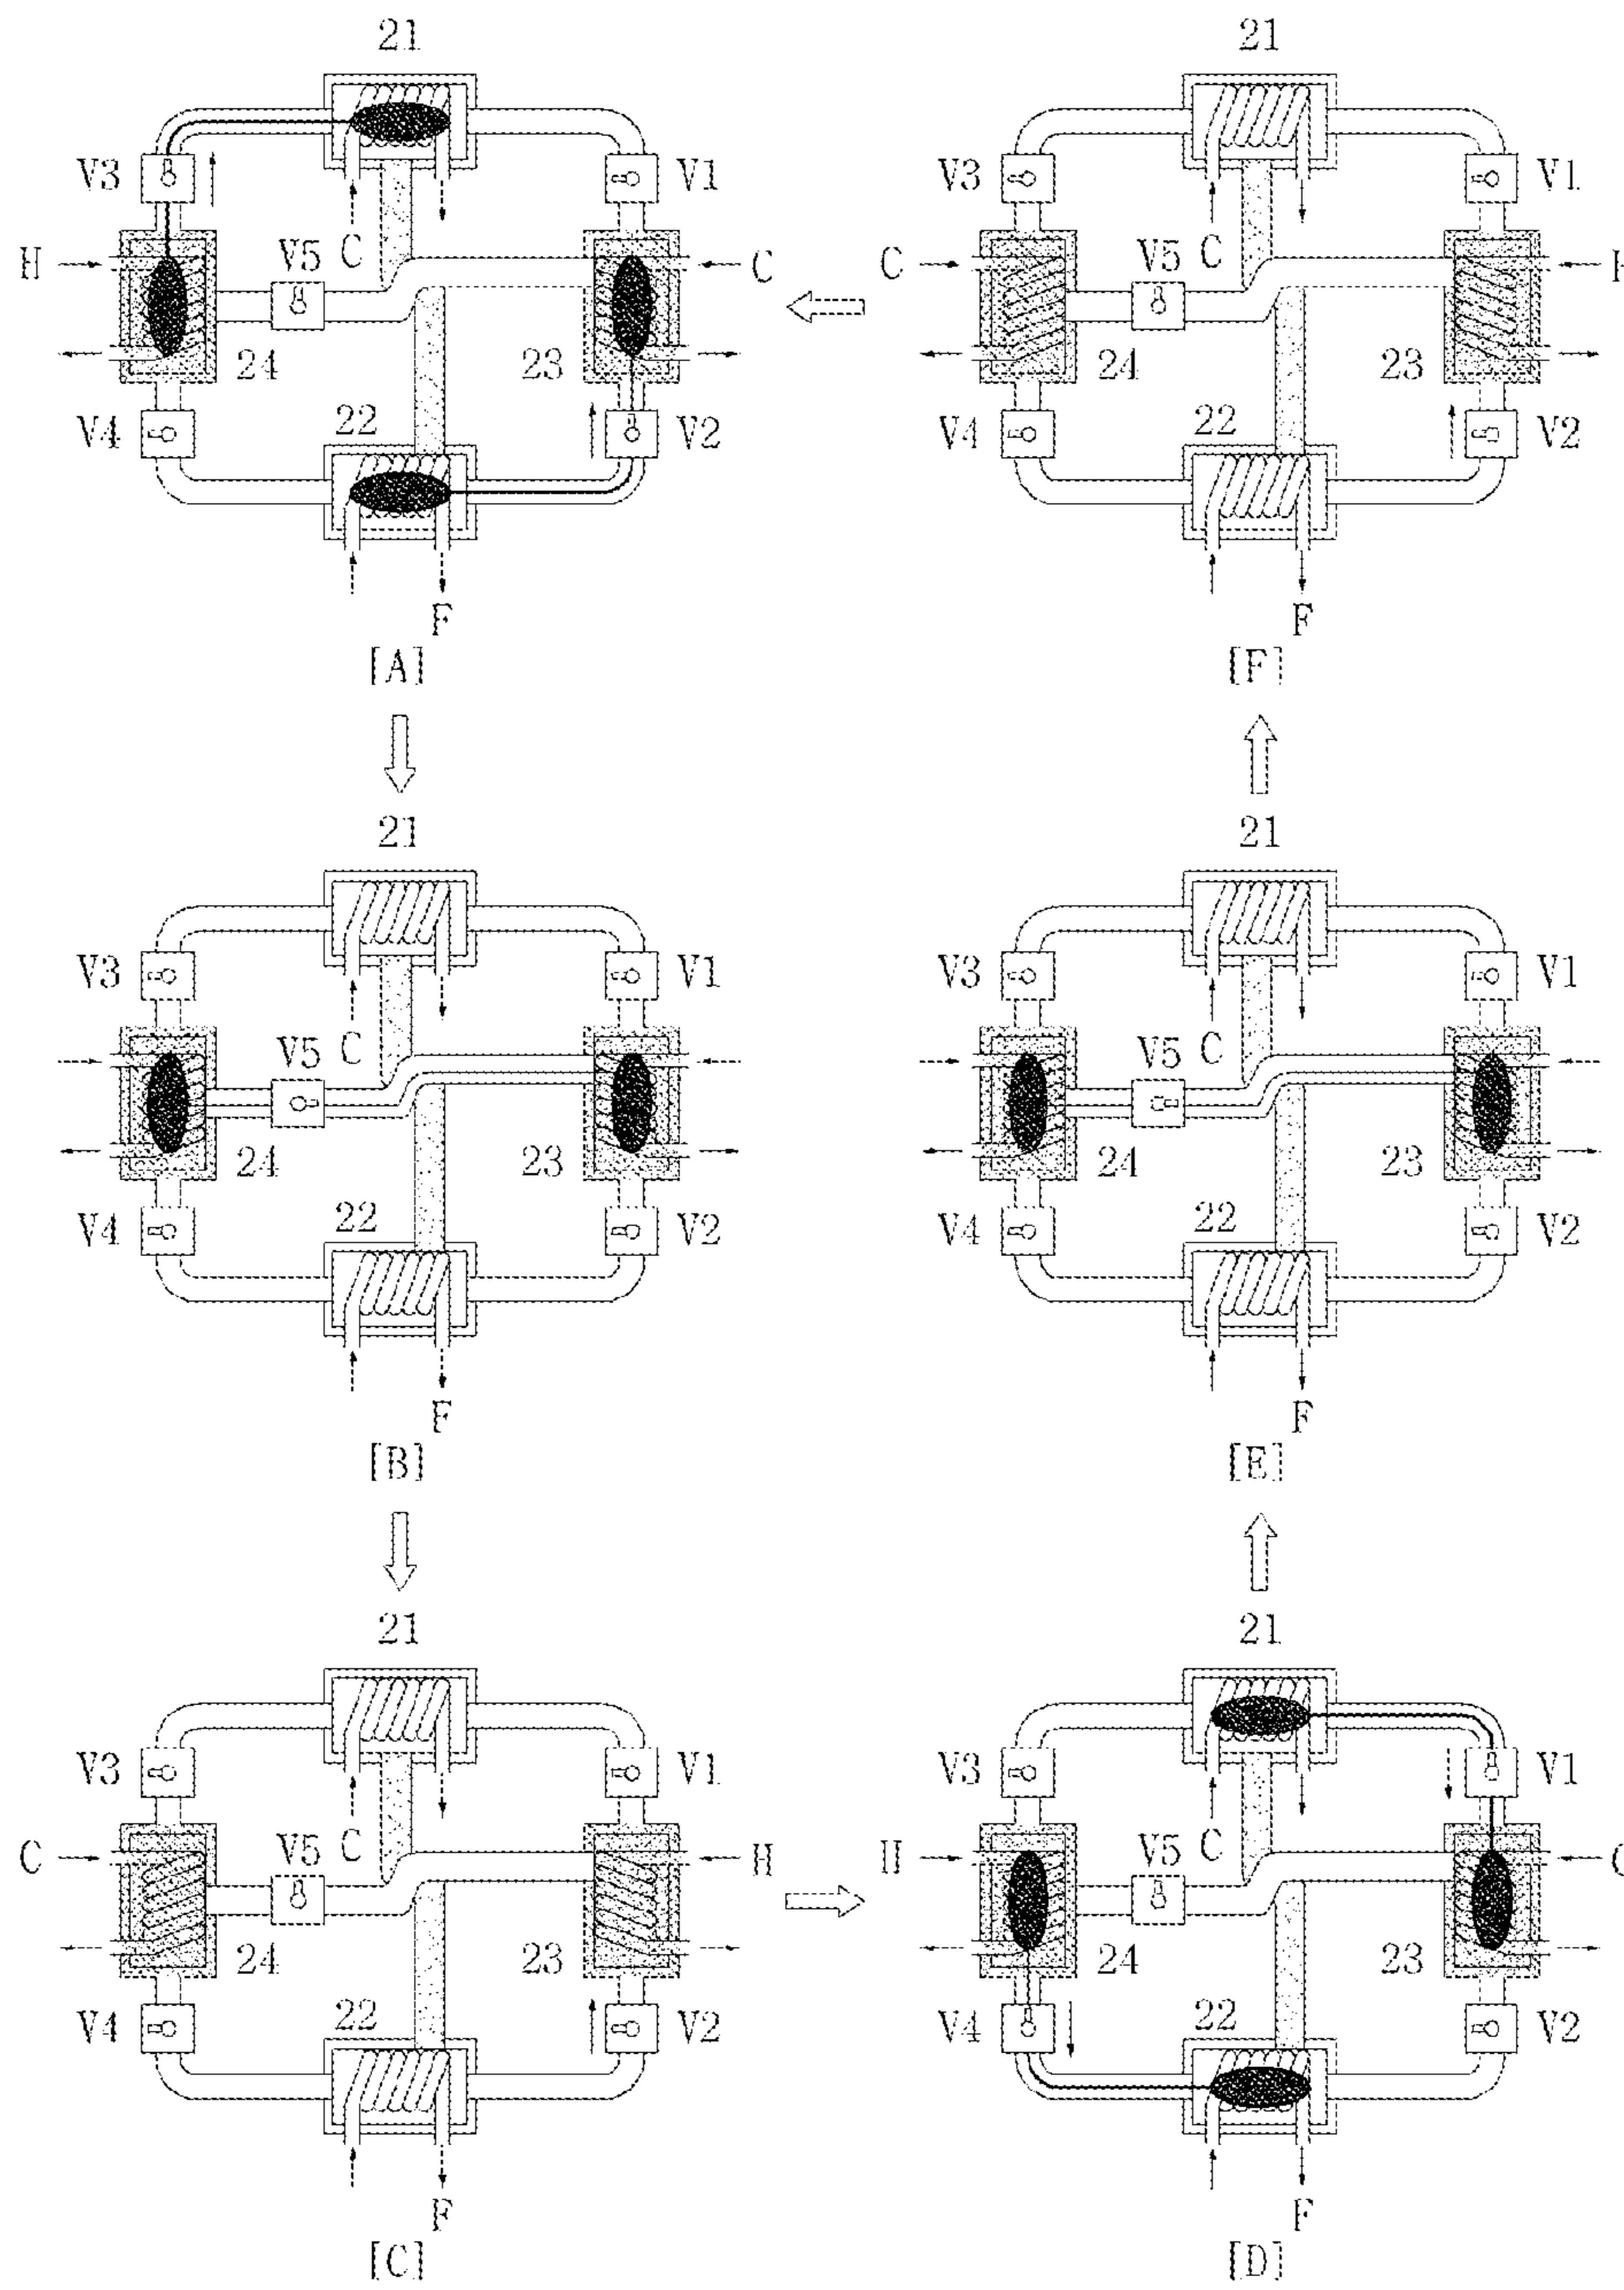 21 21
V3 V1 V3 V1
H V5 C C C V5 C H
24 23 24 23
V4 22 V2 V4 22 V2
F F
[A] [F]
21 21
V3 V1 V3 V1
V5 C V5 C
24 23 24 23
V4 22 V2 V4 22 V2
F F
[B] [E]
21 21
V3 V1 V3 V1
C V5 C H H V5 C C
24 23 24 23
V4 22 V2 V4 22 V2
F F
[C] [D]